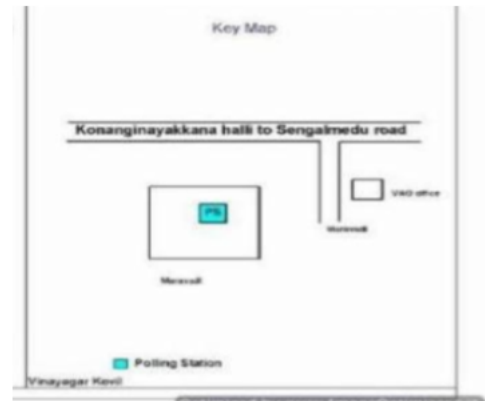 Key Map
Konanginayakkana halli to Sengalmedu road
PS
VAO office
Polling Station
Vinayagar Kovil